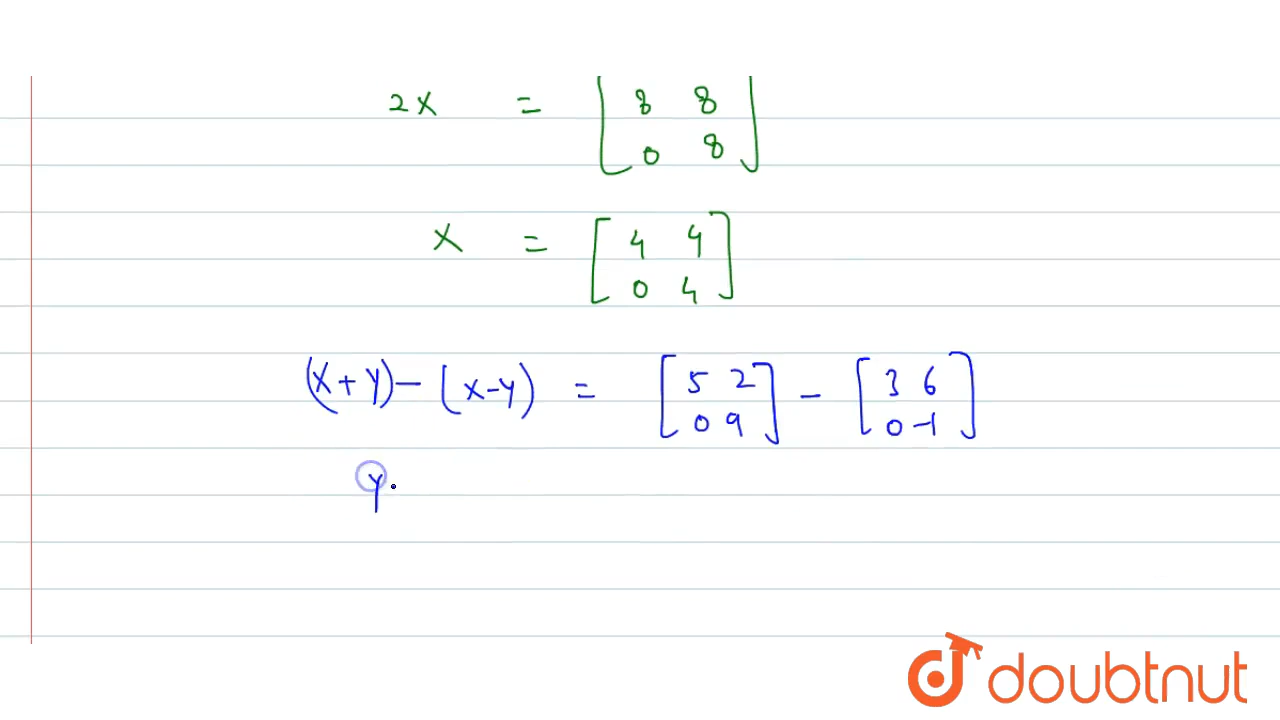 2X = [8 8
0 8]
X = [4 4
0 4]
(X + Y) - (X - Y) = [5 2
0 9] - [3 6
0 -1]
Y
doubtnut